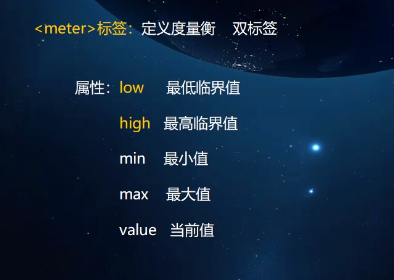 <meter>标签：定义度量衡 双标签
属性：low 最低临界值
high 最高临界值
min 最小值
max 最大值
value 当前值